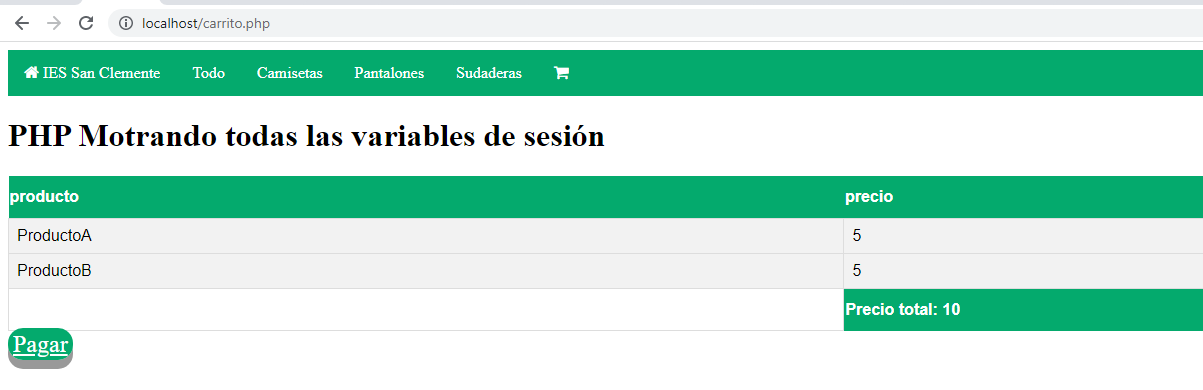 localhost/carrito.php
IES San Clemente Todo Camisetas Pantalones Sudaderas
PHP Motrando todas las variables de sesión
producto precio
ProductoA 5
ProductoB 5
Precio total: 10
Pagar